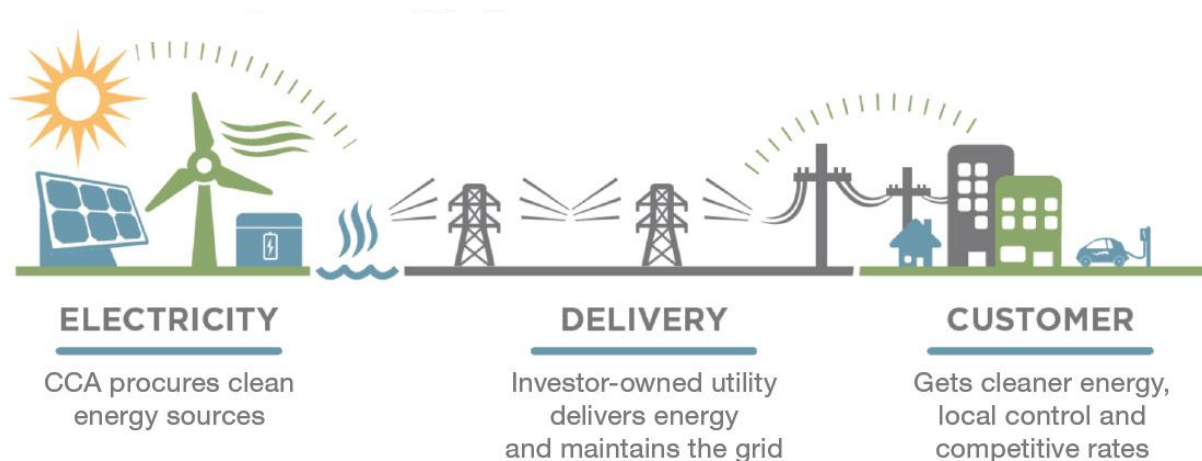 ELECTRICITY
CCA procures clean
energy sources
DELIVERY
Investor-owned utility
delivers energy
and maintains the grid
CUSTOMER
Gets cleaner energy,
local control and
competitive rates